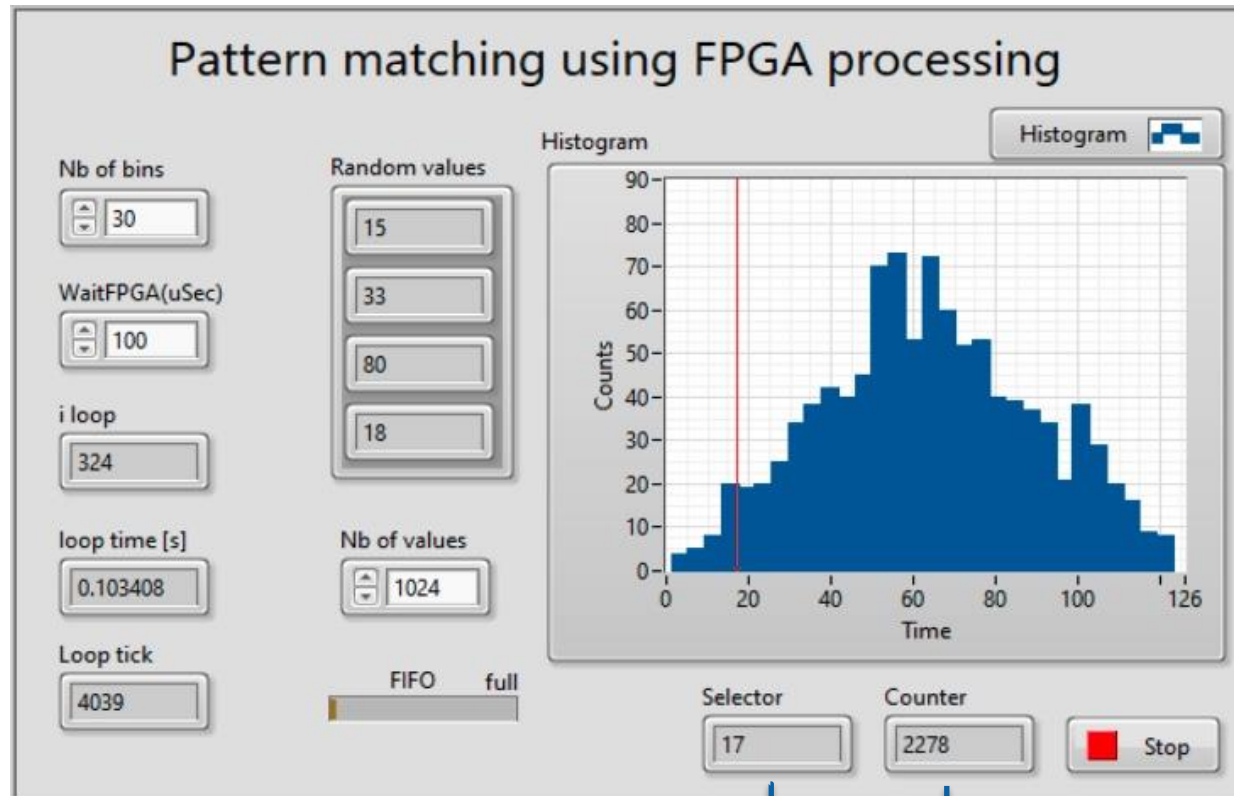 Pattern matching using FPGA processing
Nb of bins
30
WaitFPGA(uSec)
100
i loop
324
loop time [s]
0.103408
Loop tick
4039
Random values
15
33
80
18
Nb of values
1024
FIFO full
Histogram
Histogram
90
80
70
60
50
40
30
20
10
0
Counts
0 20 40 60 80 100 126
Time
Selector
17
Counter
2278
Stop